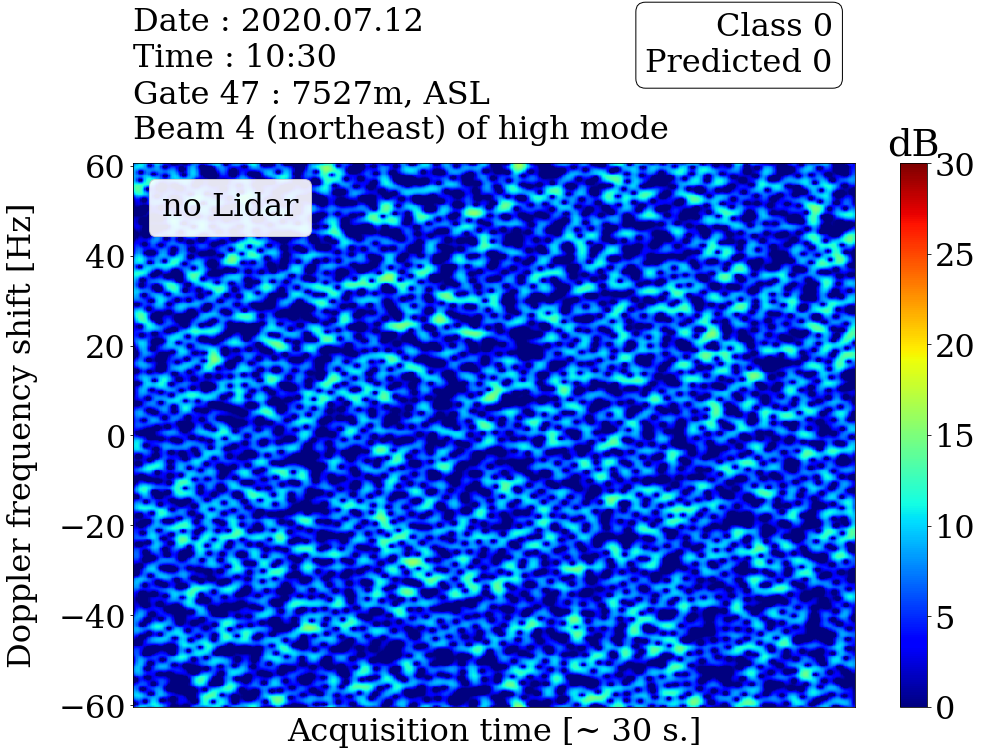 Date : 2020.07.12
Time : 10:30
Gate 47 : 7527m, ASL
Beam 4 (northeast) of high mode
Class 0
Predicted 0
dB
no Lidar
Doppler frequency shift [Hz]
60
40
20
0
−20
−40
−60
Acquisition time [~ 30 s.]
30
25
20
15
10
5
0